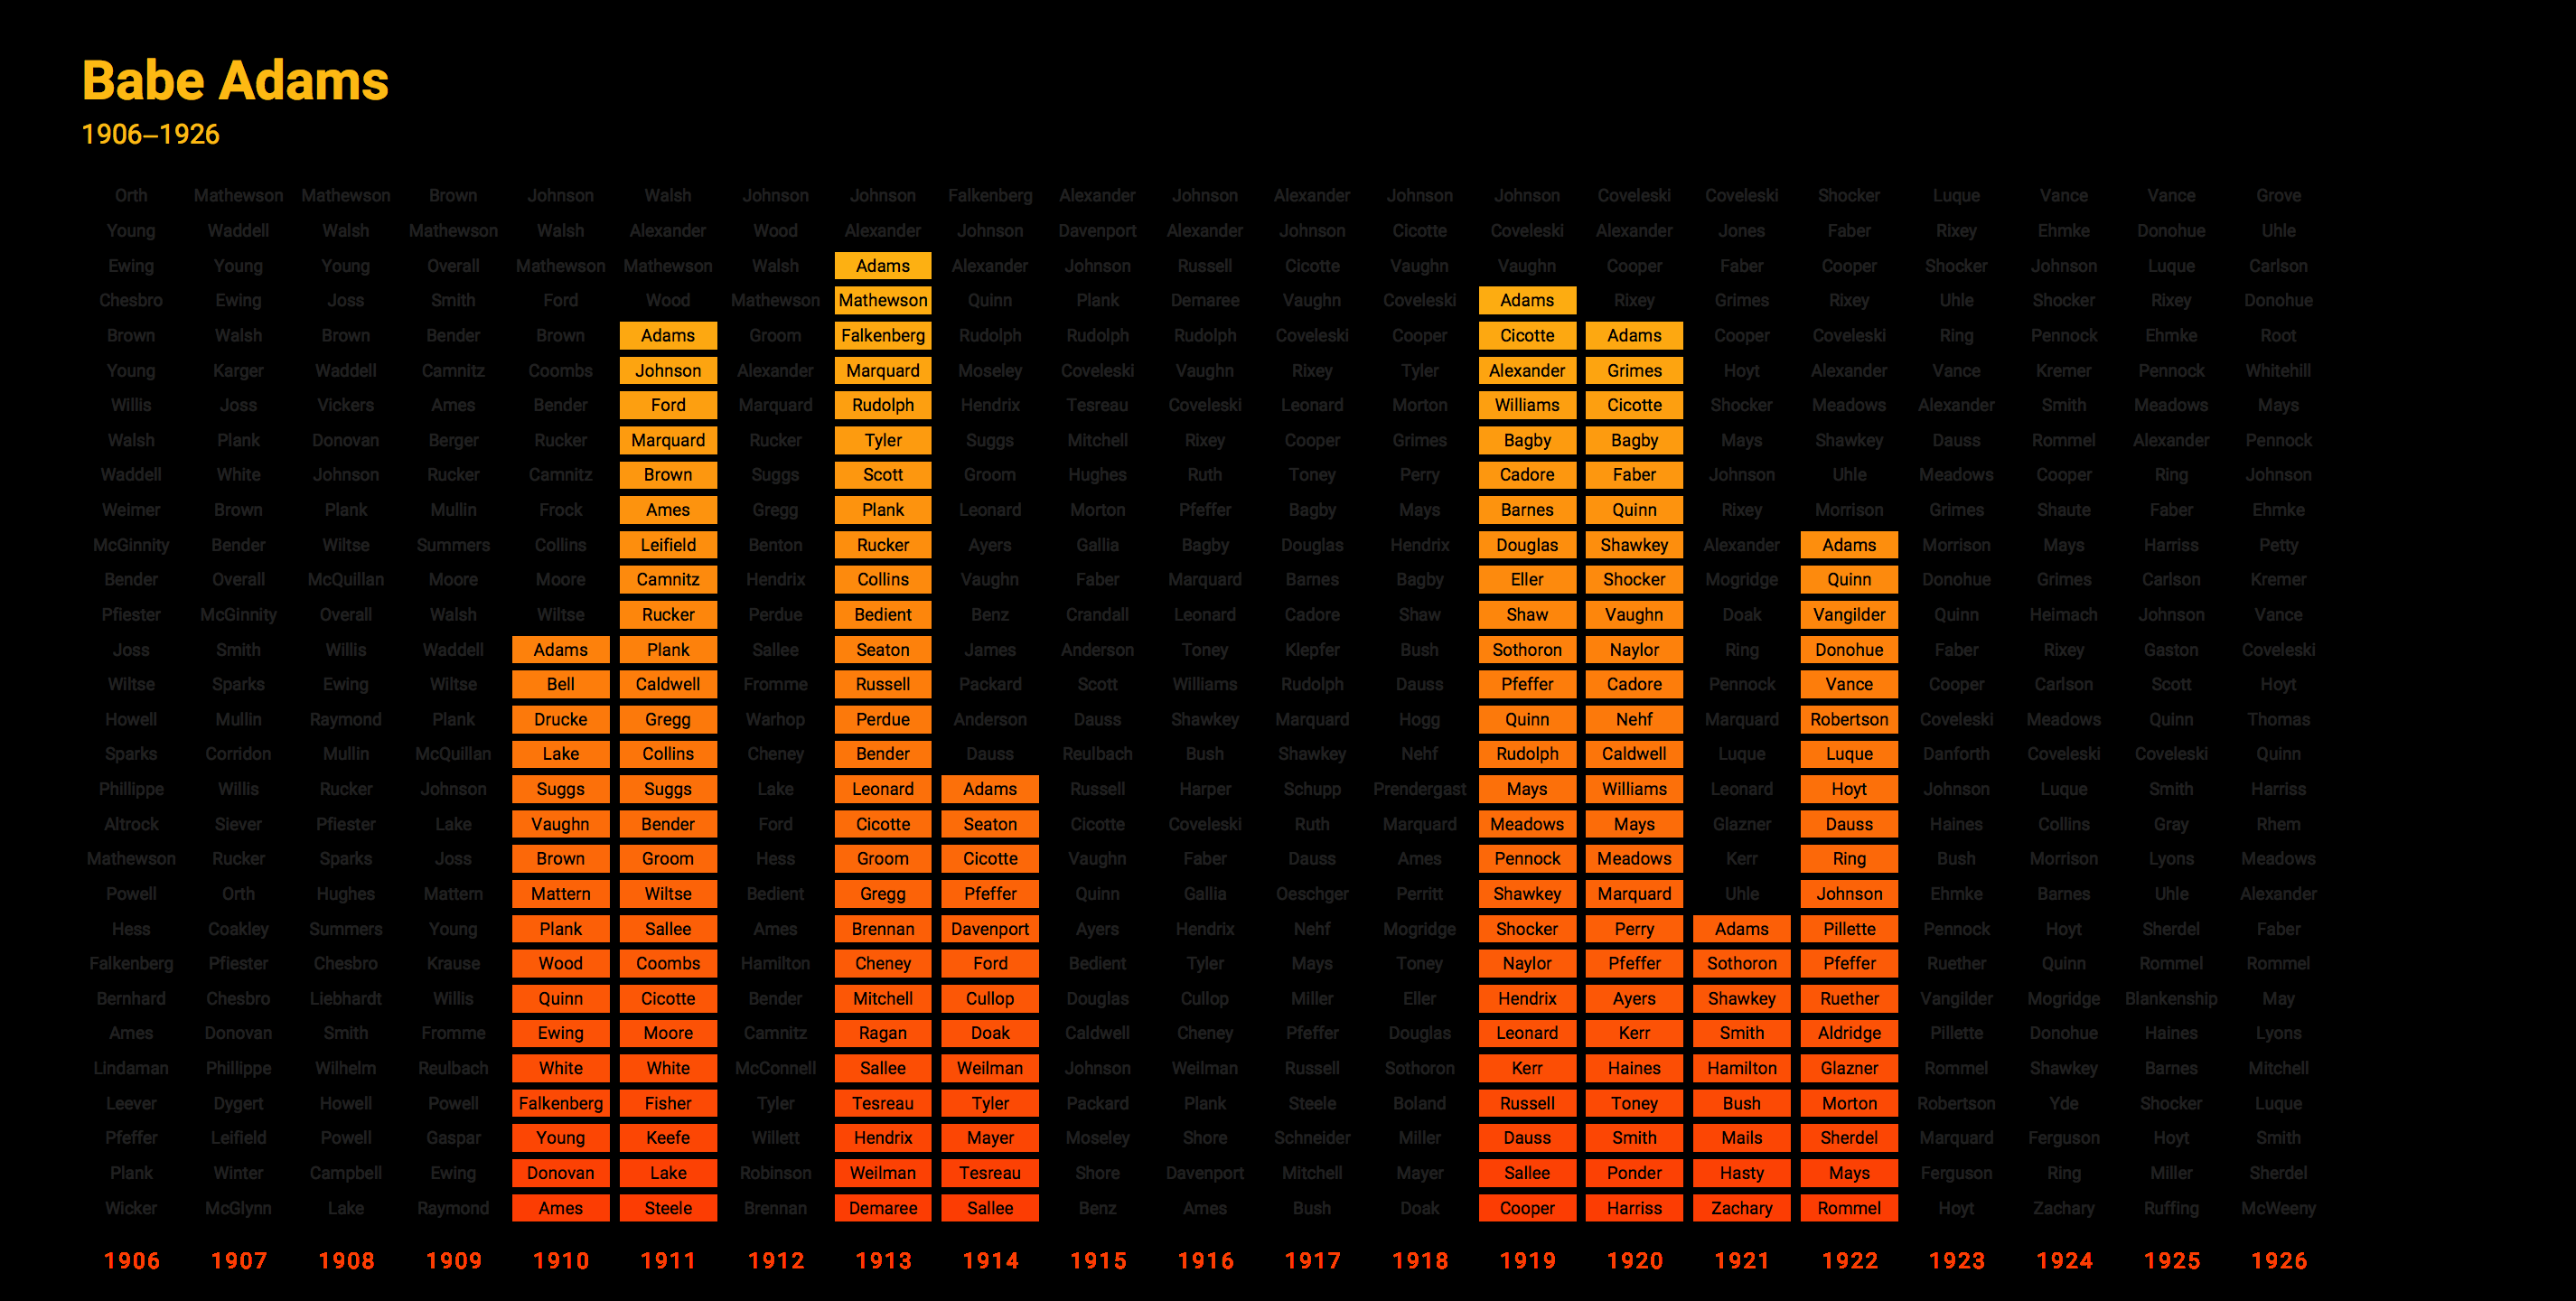 Babe Adams
1906–1926
Orth Mathewson Mathewson Brown Johnson Walsh Johnson Johnson Falkenberg Alexander Johnson Alexander Johnson Johnson Coveleski Coveleski Shocker Luque Vance Vance Grove
Young Waddell Walsh Mathewson Walsh Alexander Wood Alexander Johnson Davenport Alexander Johnson Cicotte Coveleski Alexander Jones Faber Rixey Ehmke Donohue Uhle
Ewing Young Young Overall Mathewson Mathewson Walsh Adams Alexander Johnson Russell Cicotte Vaughn Vaughn Cooper Faber Cooper Shocker Johnson Luque Carlson
Chesbro Ewing Joss Smith Ford Wood Mathewson Mathewson Quinn Plank Demaree Vaughn Coveleski Adams Rixey Grimes Rixey Uhle Shocker Rixey Donohue
Brown Walsh Brown Bender Brown Adams Groom Falkenberg Rudolph Rudolph Rudolph Coveleski Cooper Cicotte Adams Cooper Coveleski Ring Pennock Ehmke Root
Young Karger Waddell Camnitz Coombs Johnson Alexander Marquard Moseley Coveleski Vaughn Rixey Tyler Alexander Grimes Hoyt Alexander Vance Kremer Pennock Whitehill
Willis Joss Vickers Ames Bender Ford Marquard Rudolph Hendrix Tesreau Coveleski Leonard Morton Williams Cicotte Shocker Meadows Alexander Smith Meadows Mays
Walsh Plank Donovan Berger Rucker Marquard Rucker Tyler Suggs Mitchell Rixey Cooper Grimes Bagby Bagby Mays Shawkey Dauss Rommel Alexander Pennock
Waddell White Johnson Rucker Camnitz Brown Suggs Scott Groom Hughes Ruth Toney Perry Cadore Faber Johnson Uhle Meadows Cooper Ring Johnson
Weimer Brown Plank Mullin Frock Ames Gregg Plank Leonard Morton Pfeffer Bagby Mays Barnes Quinn Rixey Morrison Grimes Shaute Faber Ehmke
McGinnity Bender Wiltse Summers Collins Leifield Benton Rucker Ayers Gallia Bagby Douglas Hendrix Douglas Shawkey Alexander Adams Morrison Mays Harriss Petty
Bender Overall McQuillan Moore Moore Camnitz Hendrix Collins Vaughn Faber Marquard Barnes Bagby Eller Shocker Mogridge Quinn Donohue Grimes Carlson Kremer
Pfiester McGinnity Overall Walsh Wiltse Rucker Perdue Bedient Benz Crandall Leonard Cadore Shaw Shaw Vaughn Doak Vangilder Quinn Heimach Johnson Vance
Joss Smith Willis Waddell Adams Plank Sallee Seaton James Anderson Toney Klepfer Bush Sothoron Naylor Ring Donohue Faber Rixey Gaston Coveleski
Wiltse Sparks Ewing Wiltse Bell Caldwell Fromme Russell Packard Scott Williams Rudolph Dauss Pfeffer Cadore Pennock Vance Cooper Carlson Scott Hoyt
Howell Mullin Raymond Plank Drucke Gregg Warhop Perdue Anderson Dauss Shawkey Marquard Hogg Quinn Nehf Marquard Robertson Coveleski Meadows Quinn Thomas
Sparks Corridon Mullin McQuillan Lake Collins Cheney Bender Dauss Reulbach Bush Shawkey Nehf Rudolph Caldwell Luque Luque Danforth Coveleski Coveleski Quinn
Phillippe Willis Rucker Johnson Suggs Suggs Lake Leonard Adams Russell Harper Schupp Prendergast Mays Williams Leonard Hoyt Johnson Luque Smith Harriss
Altrock Siever Pfiester Lake Vaughn Bender Ford Cicotte Seaton Cicotte Coveleski Ruth Marquard Meadows Mays Glazner Dauss Haines Collins Gray Rhem
Mathewson Rucker Sparks Joss Brown Groom Hess Groom Cicotte Vaughn Faber Dauss Ames Pennock Meadows Kerr Ring Bush Morrison Lyons Meadows
Powell Orth Hughes Mattern Mattern Wiltse Bedient Gregg Pfeffer Quinn Gallia Oeschger Perritt Shawkey Marquard Uhle Johnson Ehmke Barnes Uhle Alexander
Hess Coakley Summers Young Plank Sallee Ames Brennan Davenport Ayers Hendrix Nehf Mogridge Shocker Perry Adams Pillette Pennock Hoyt Sherdel Faber
Falkenberg Pfiester Chesbro Krause Wood Coombs Hamilton Cheney Ford Bedient Tyler Mays Toney Naylor Pfeffer Sothoron Pfeffer Ruether Quinn Rommel Rommel
Bernhard Chesbro Liebhardt Willis Quinn Cicotte Bender Mitchell Cullop Douglas Cullop Miller Eller Hendrix Ayers Shawkey Ruether Vangilder Mogridge Blankenship May
Ames Donovan Smith Fromme Ewing Moore Camnitz Ragan Doak Caldwell Cheney Pfeffer Douglas Leonard Kerr Smith Aldridge Pillette Donohue Haines Lyons
Lindaman Phillippe Wilhelm Reulbach White White McConnell Sallee Weilman Johnson Weilman Russell Sothoron Kerr Haines Hamilton Glazner Rommel Shawkey Barnes Mitchell
Leever Dygert Howell Powell Falkenberg Fisher Tyler Tesreau Tyler Packard Plank Steele Boland Russell Toney Bush Morton Robertson Yde Shocker Luque
Pfeffer Leifield Powell Gaspar Young Keefe Willett Hendrix Mayer Moseley Shore Schneider Miller Dauss Smith Mails Sherdel Marquard Ferguson Hoyt Smith
Plank Winter Campbell Ewing Donovan Lake Robinson Weilman Tesreau Shore Davenport Mitchell Mayer Sallee Ponder Hasty Mays Ferguson Ring Miller Sherdel
Wicker McGlynn Lake Raymond Ames Steele Brennan Demaree Sallee Benz Ames Bush Doak Cooper Harriss Zachary Rommel Hoyt Zachary Ruffing McWeeny
1906 1907 1908 1909 1910 1911 1912 1913 1914 1915 1916 1917 1918 1919 1920 1921 1922 1923 1924 1925 1926